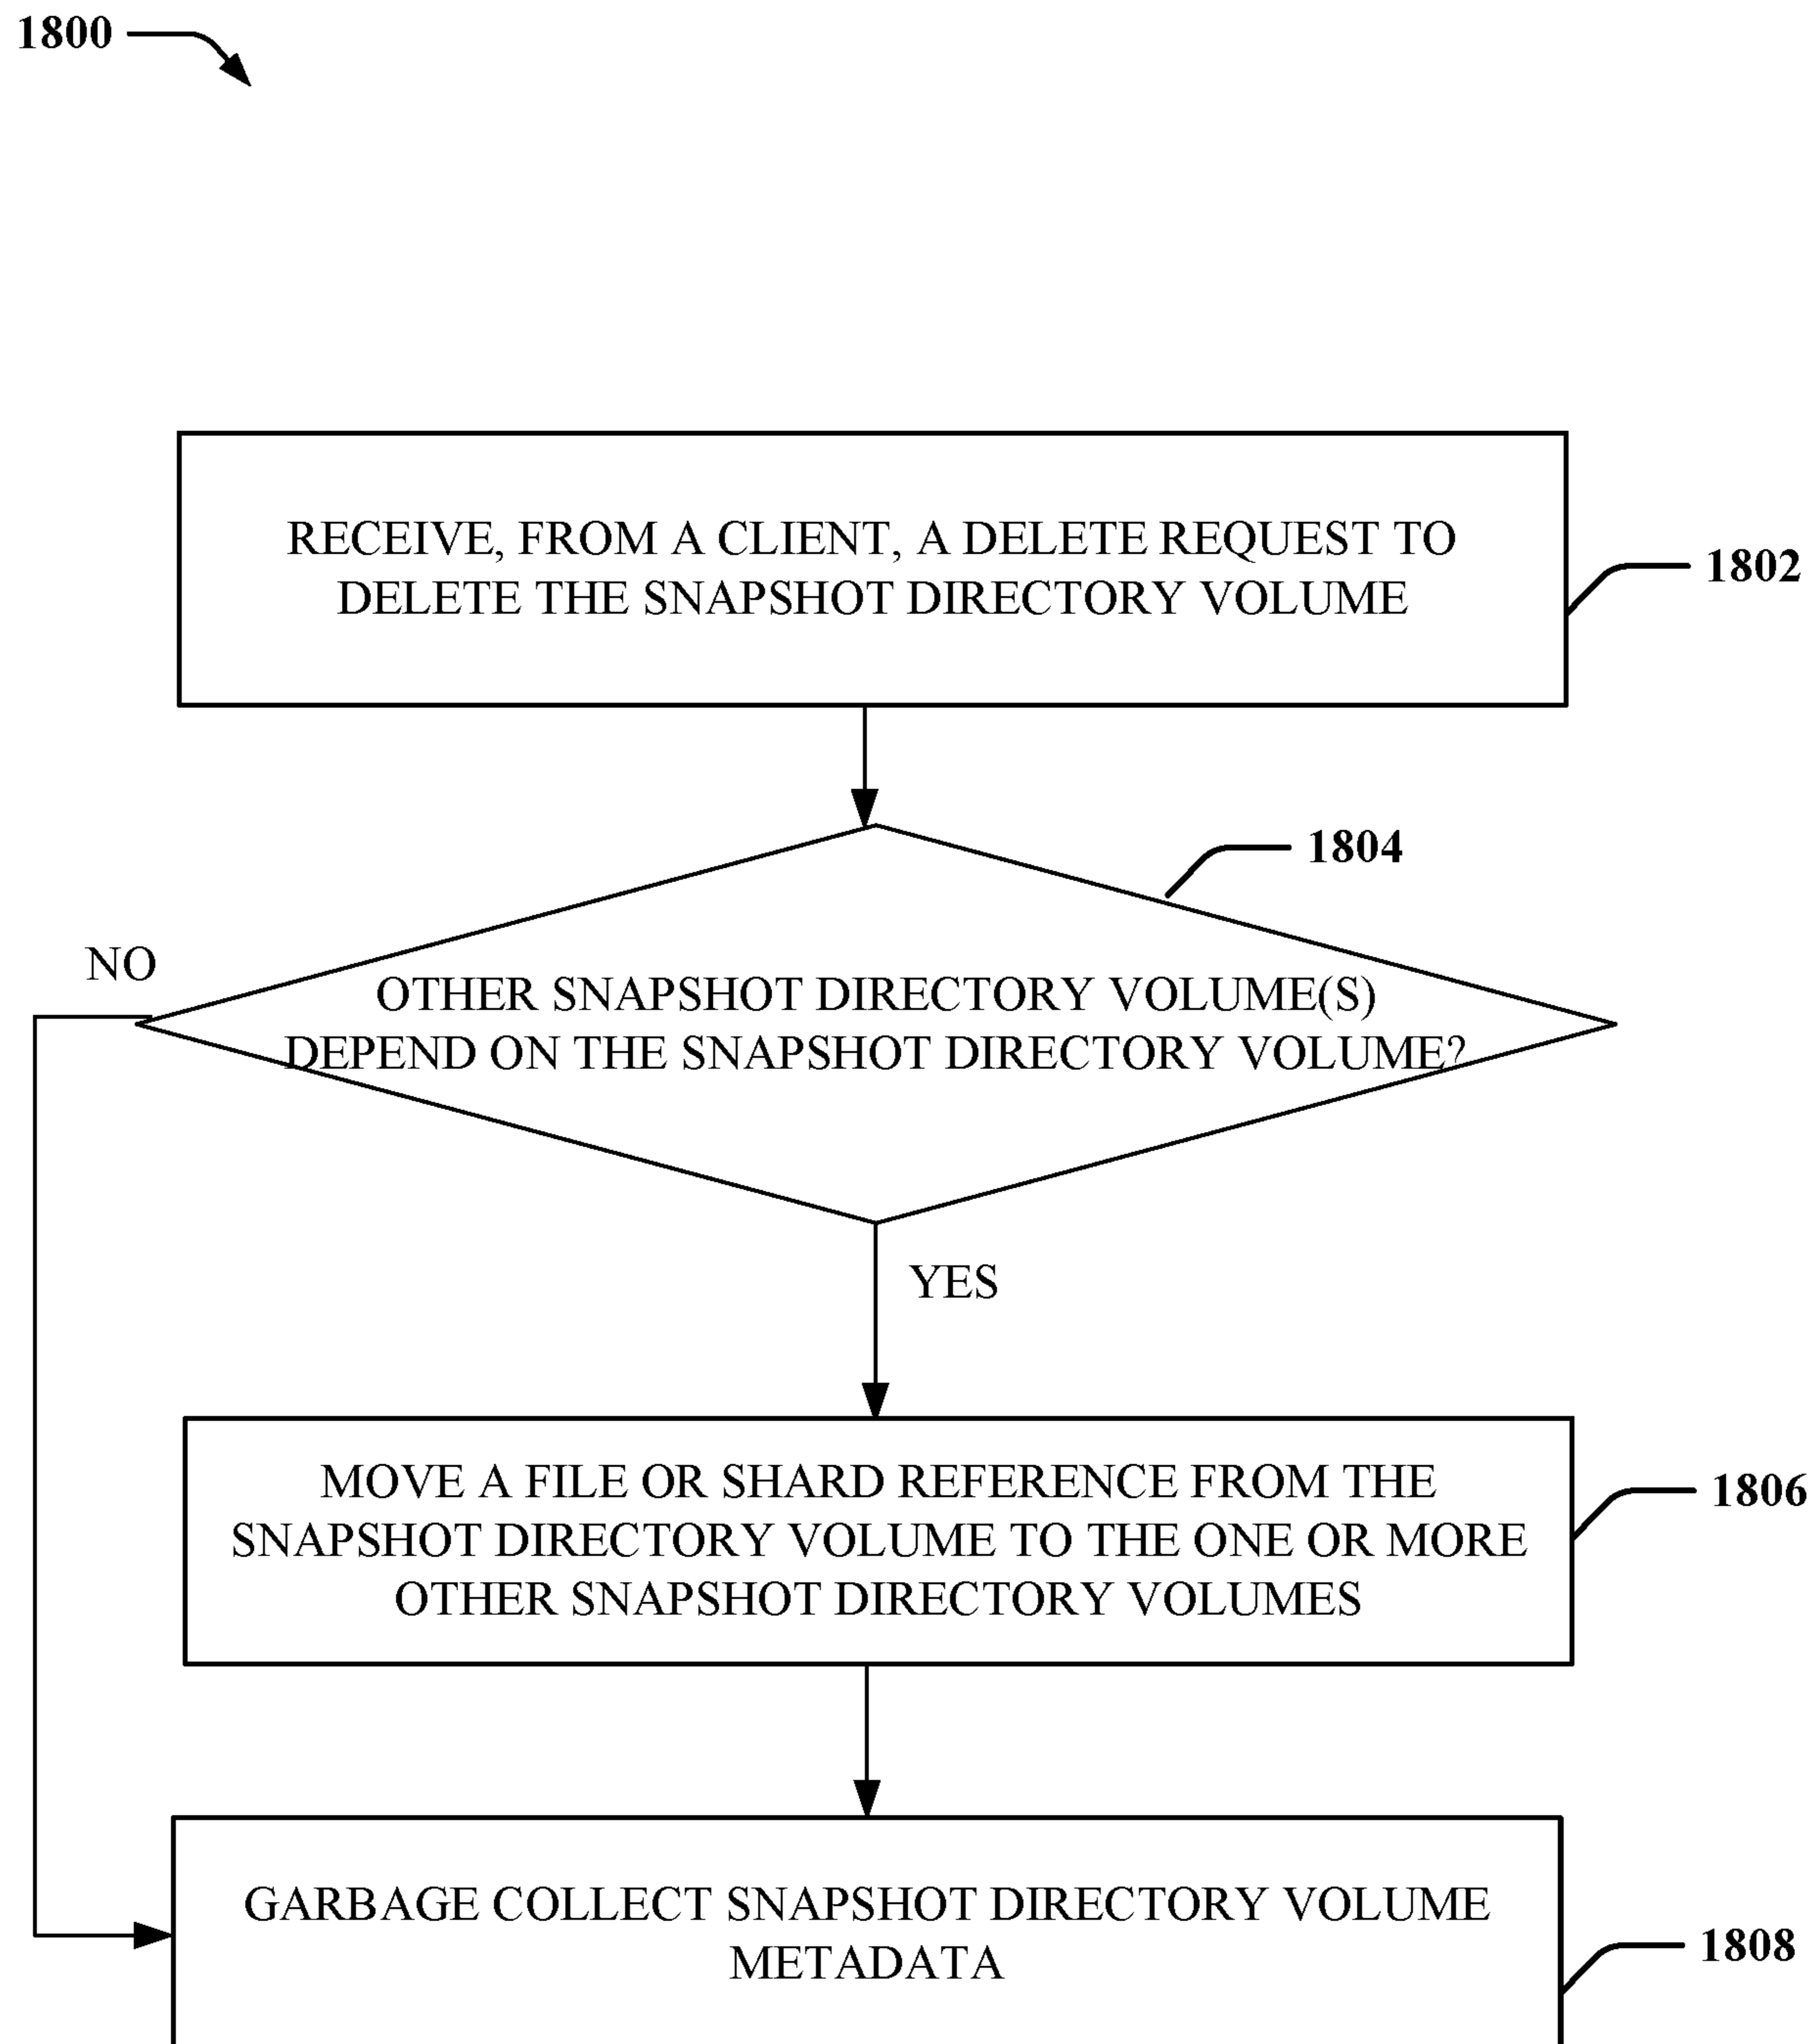 1800
RECEIVE, FROM A CLIENT, A DELETE REQUEST TO
DELETE THE SNAPSHOT DIRECTORY VOLUME
1802
1804
NO
OTHER SNAPSHOT DIRECTORY VOLUME(S)
DEPEND ON THE SNAPSHOT DIRECTORY VOLUME?
YES
MOVE A FILE OR SHARD REFERENCE FROM THE
SNAPSHOT DIRECTORY VOLUME TO THE ONE OR MORE
OTHER SNAPSHOT DIRECTORY VOLUMES
1806
GARBAGE COLLECT SNAPSHOT DIRECTORY VOLUME
METADATA
1808